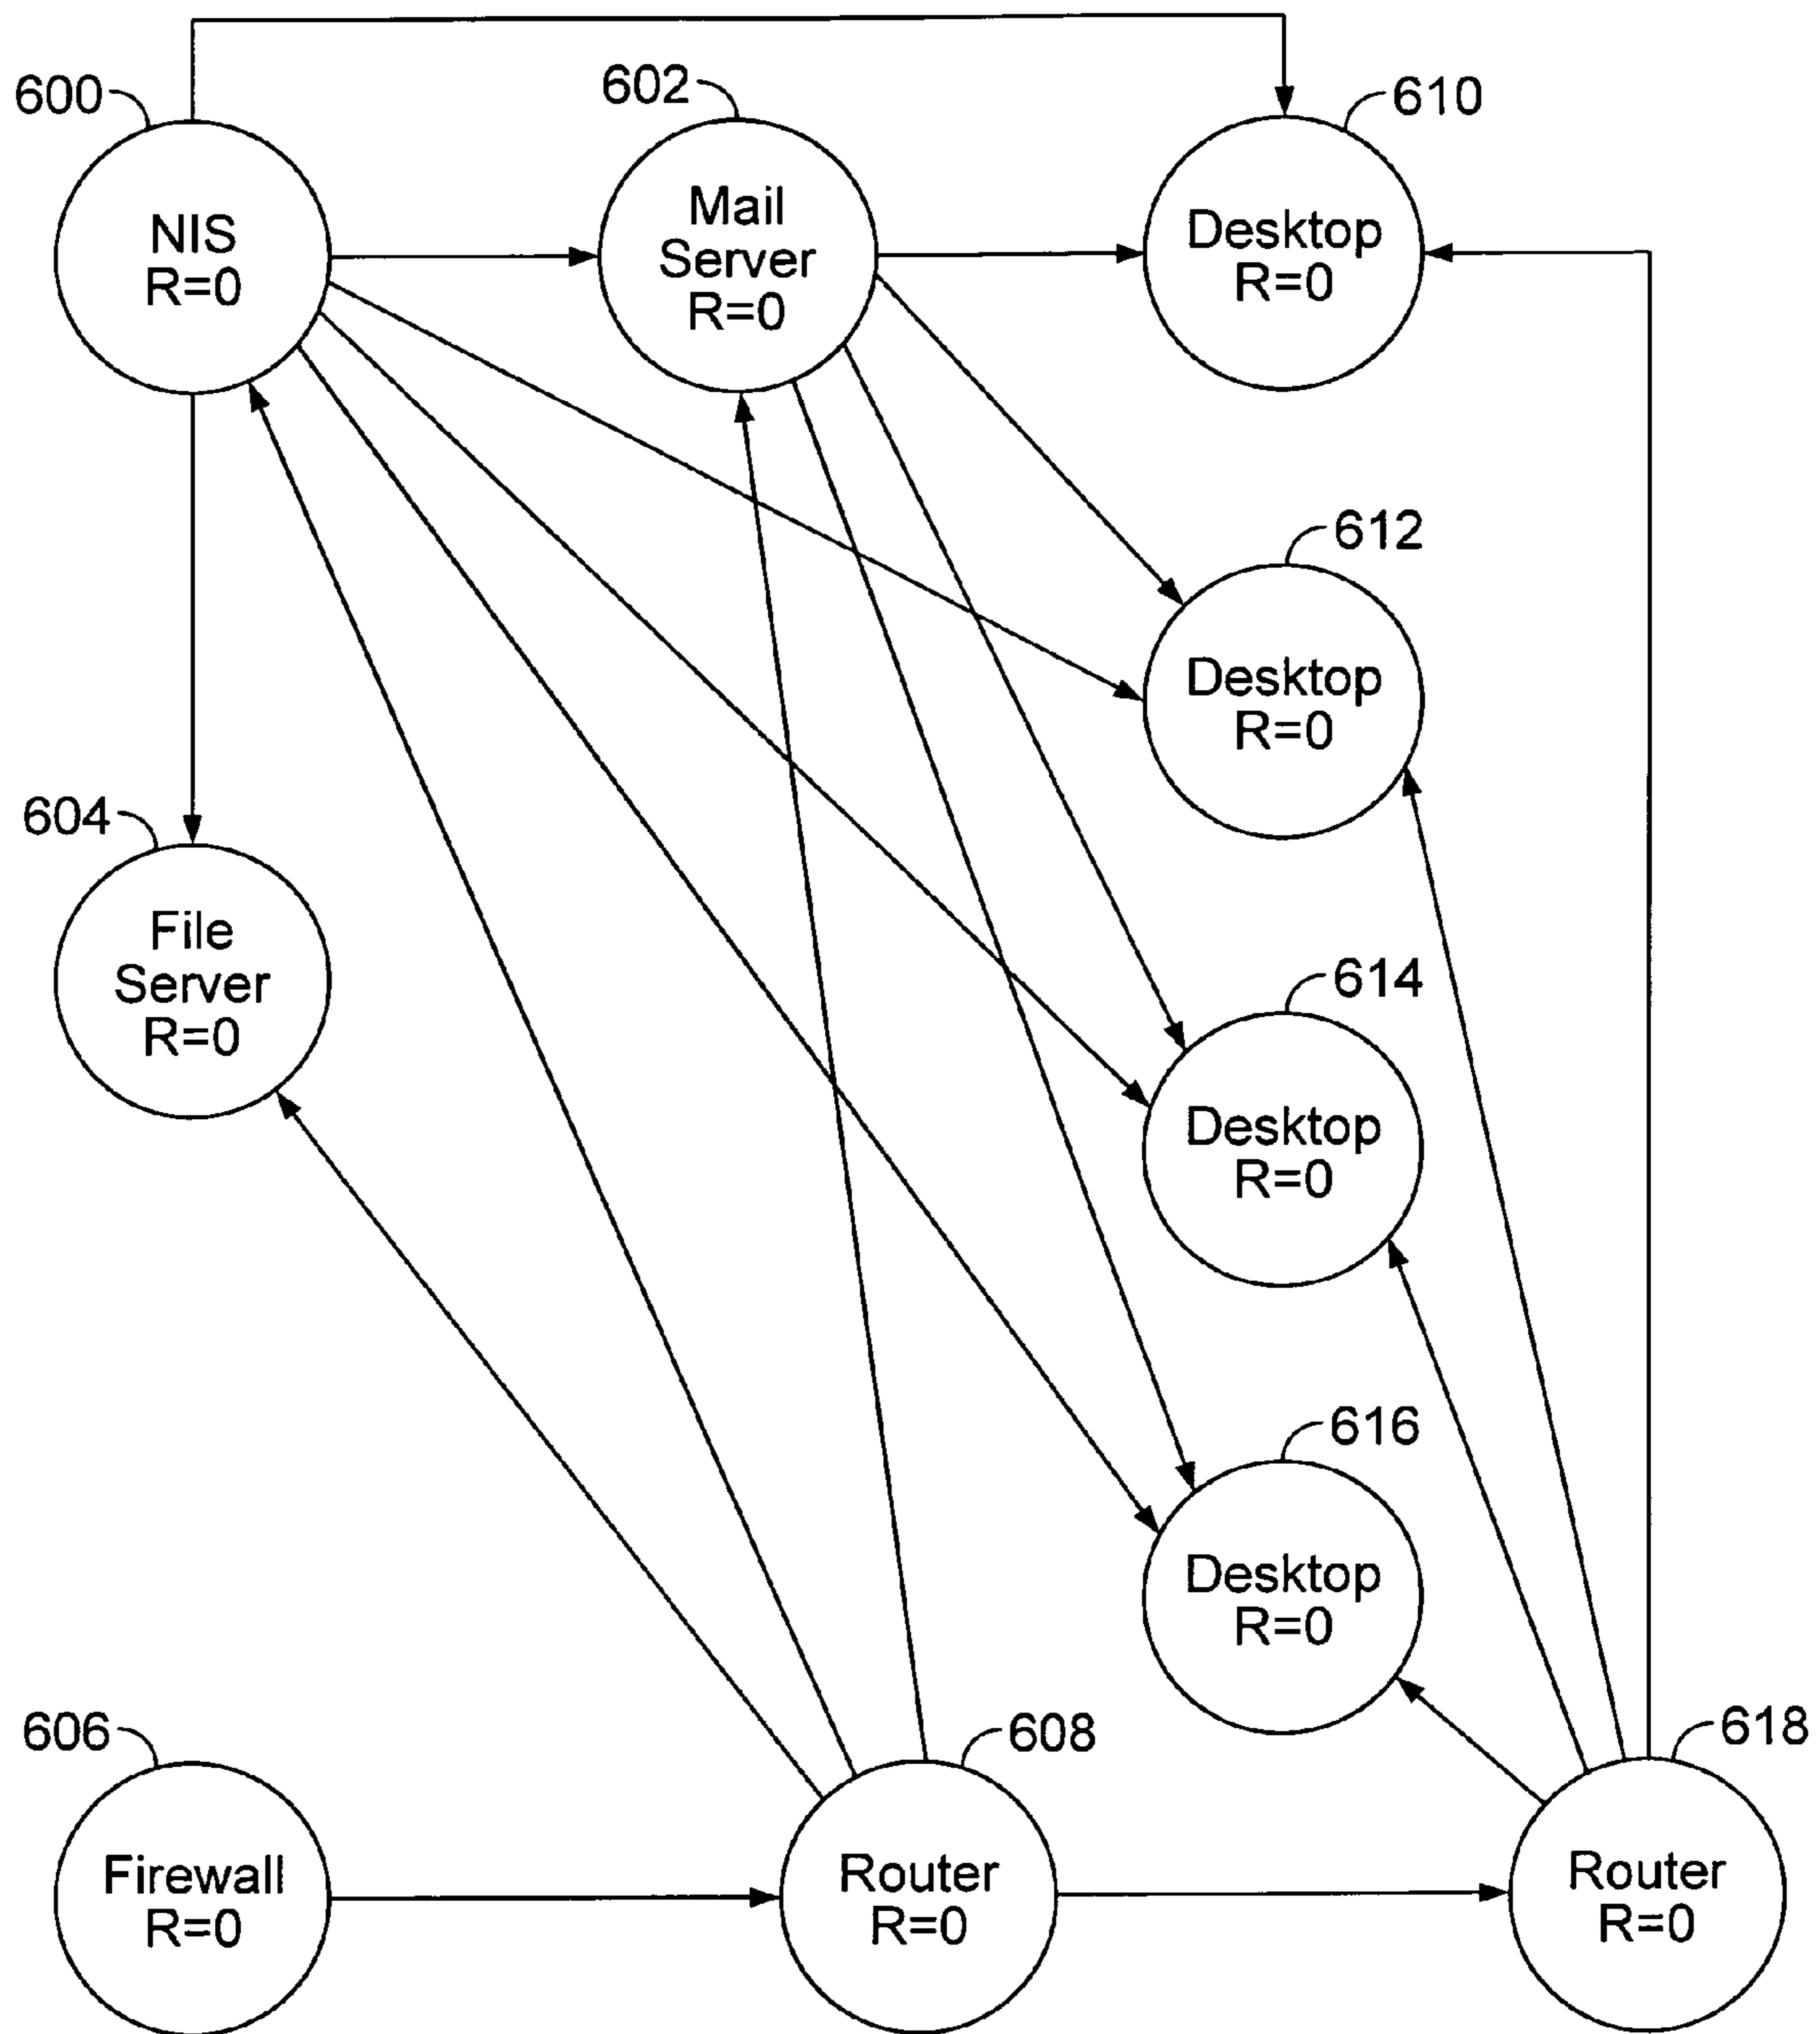 600
NIS
R=0
602
Mail
Server
R=0
610
Desktop
R=0
612
Desktop
R=0
604
File
Server
R=0
614
Desktop
R=0
616
Desktop
R=0
606
Firewall
R=0
608
Router
R=0
618
Router
R=0